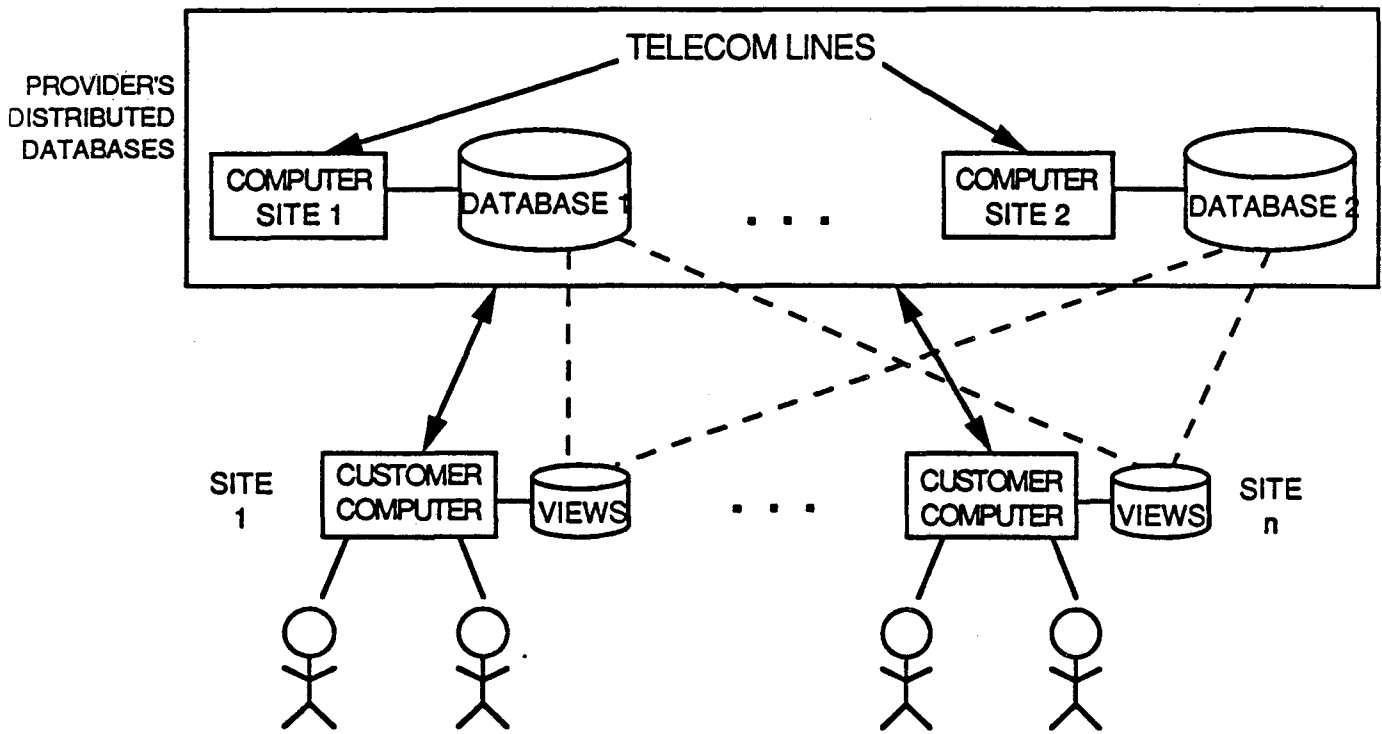 TELECOM LINES
PROVIDER'S
DISTRIBUTED
DATABASES
COMPUTER
SITE 1
DATABASE 1
. . .
COMPUTER
SITE 2
DATABASE 2
SITE
1
CUSTOMER
COMPUTER
VIEWS
. . .
CUSTOMER
COMPUTER
VIEWS
SITE
n